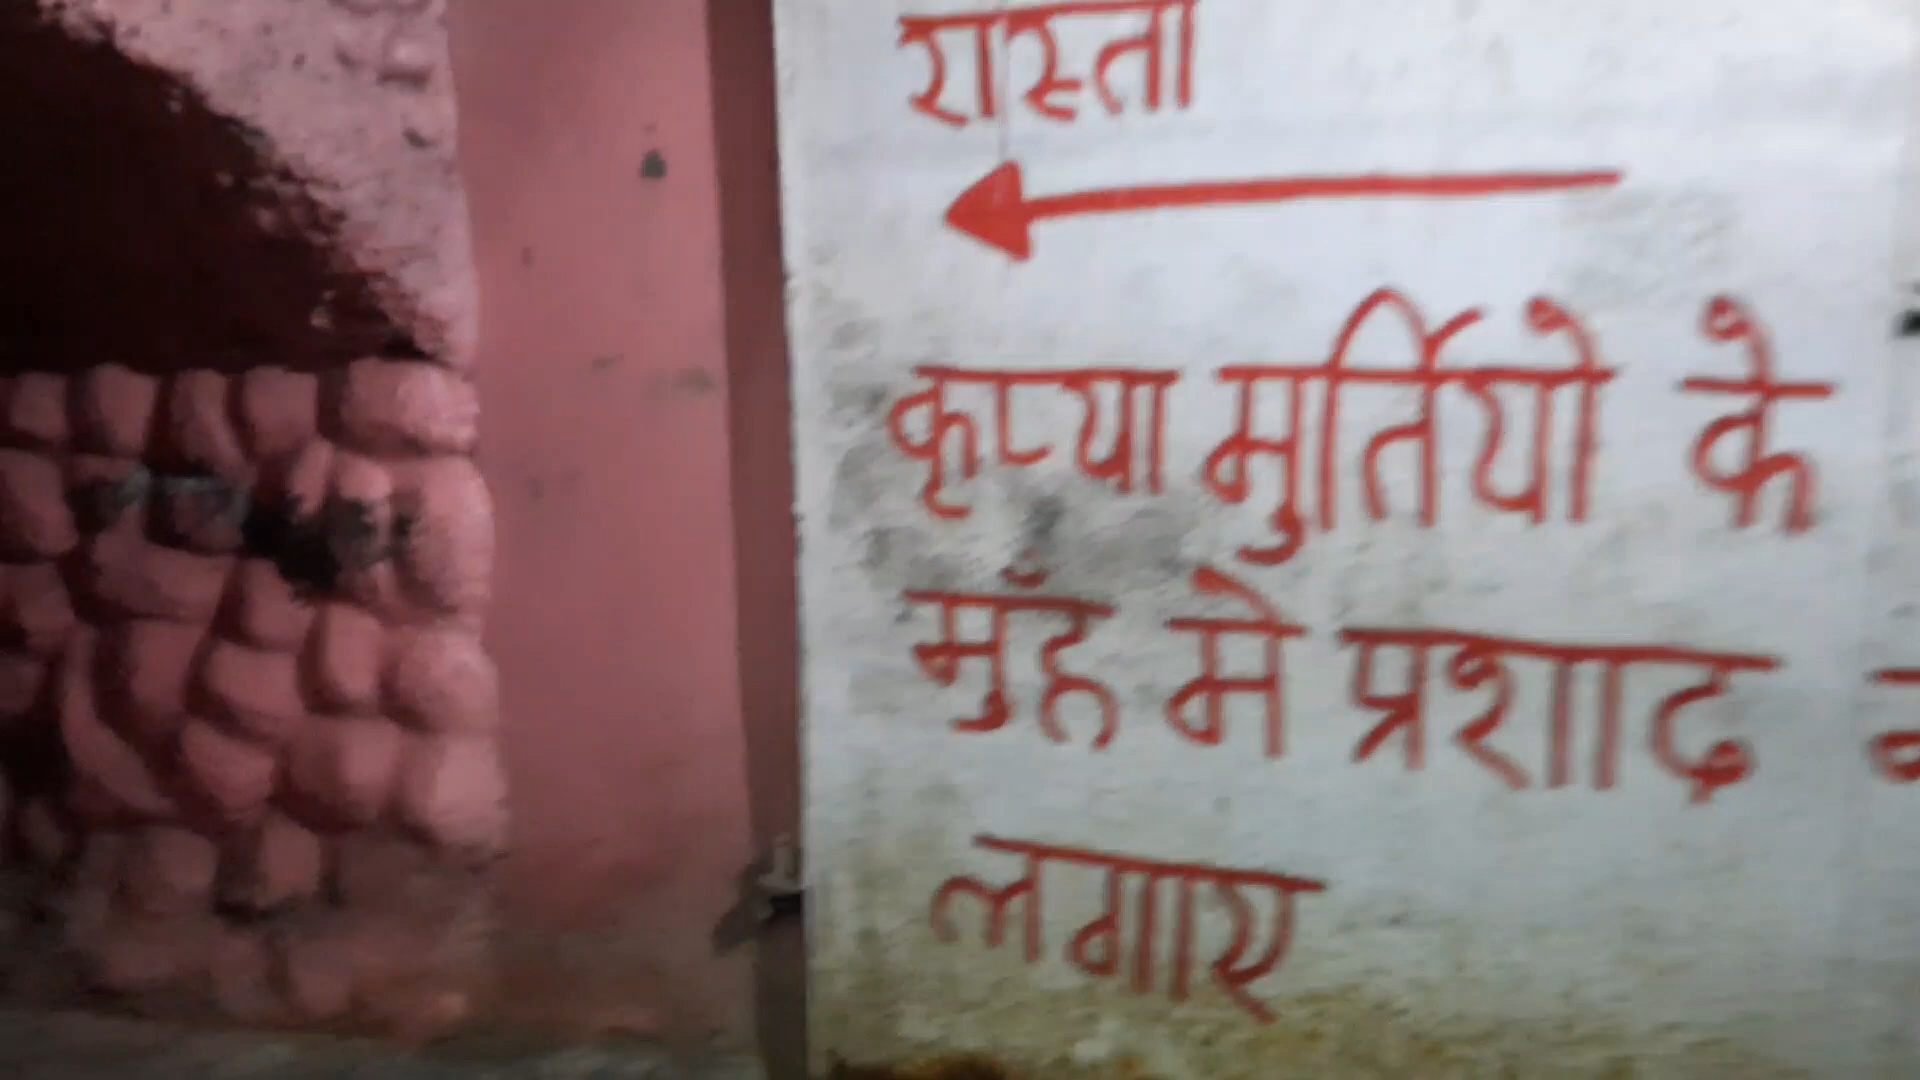 रास्ता
कृप्या मुर्तियो के
मुँह मे प्रशाद
लगाए